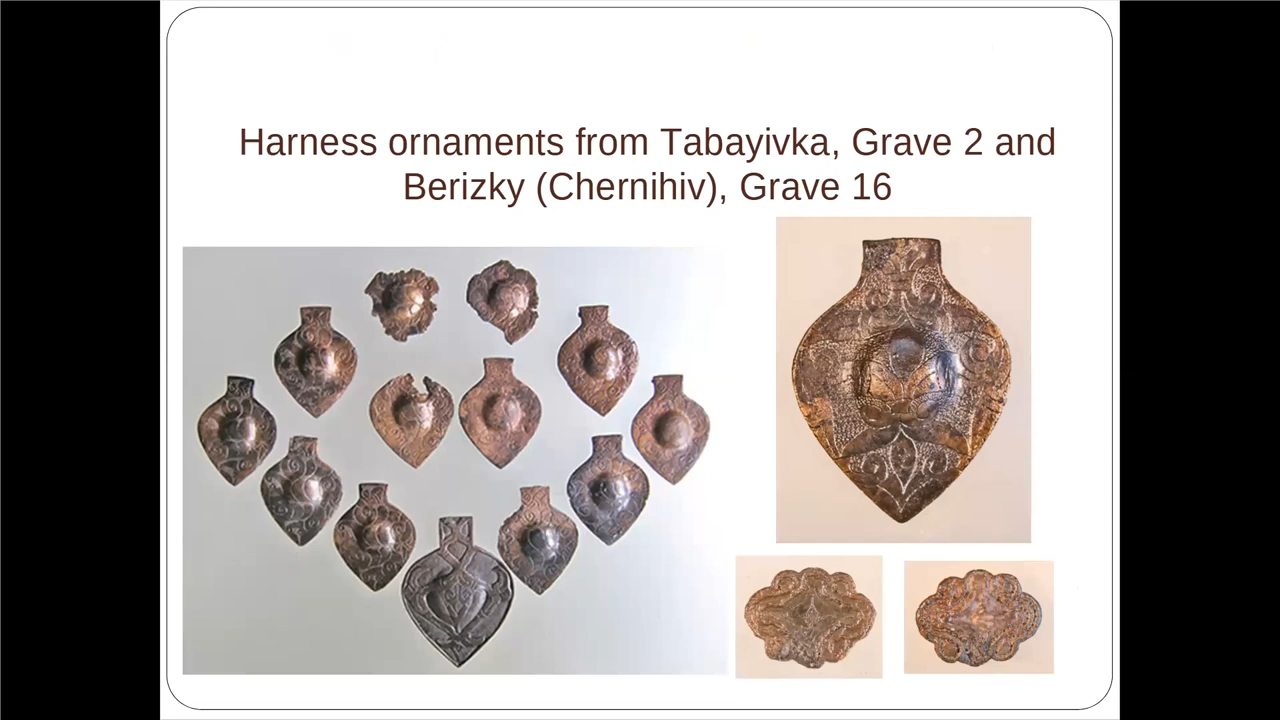 Harness ornaments from Tabayivka, Grave 2 and
Berizky (Chernihiv), Grave 16